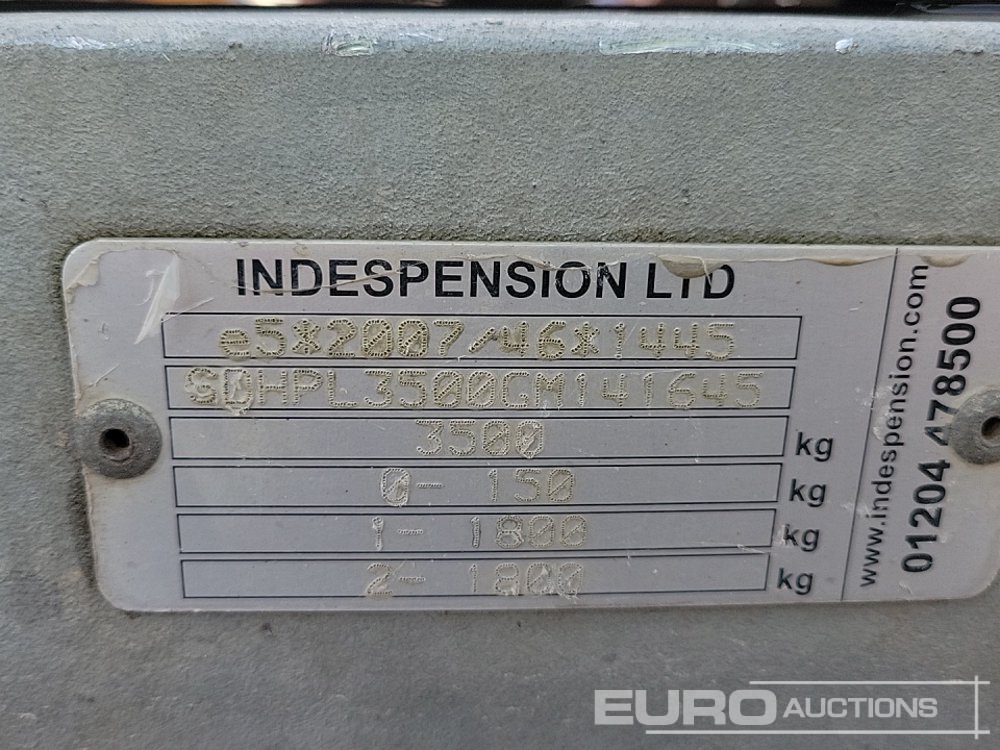 INDESPENSION LTD
e5*2007/46*1445
SDHPL3500GM141645
3500 kg
0- 150 kg
1- 1800 kg
2- 1800 kg
www.indespension.com
01204 478500
EURO AUCTIONS